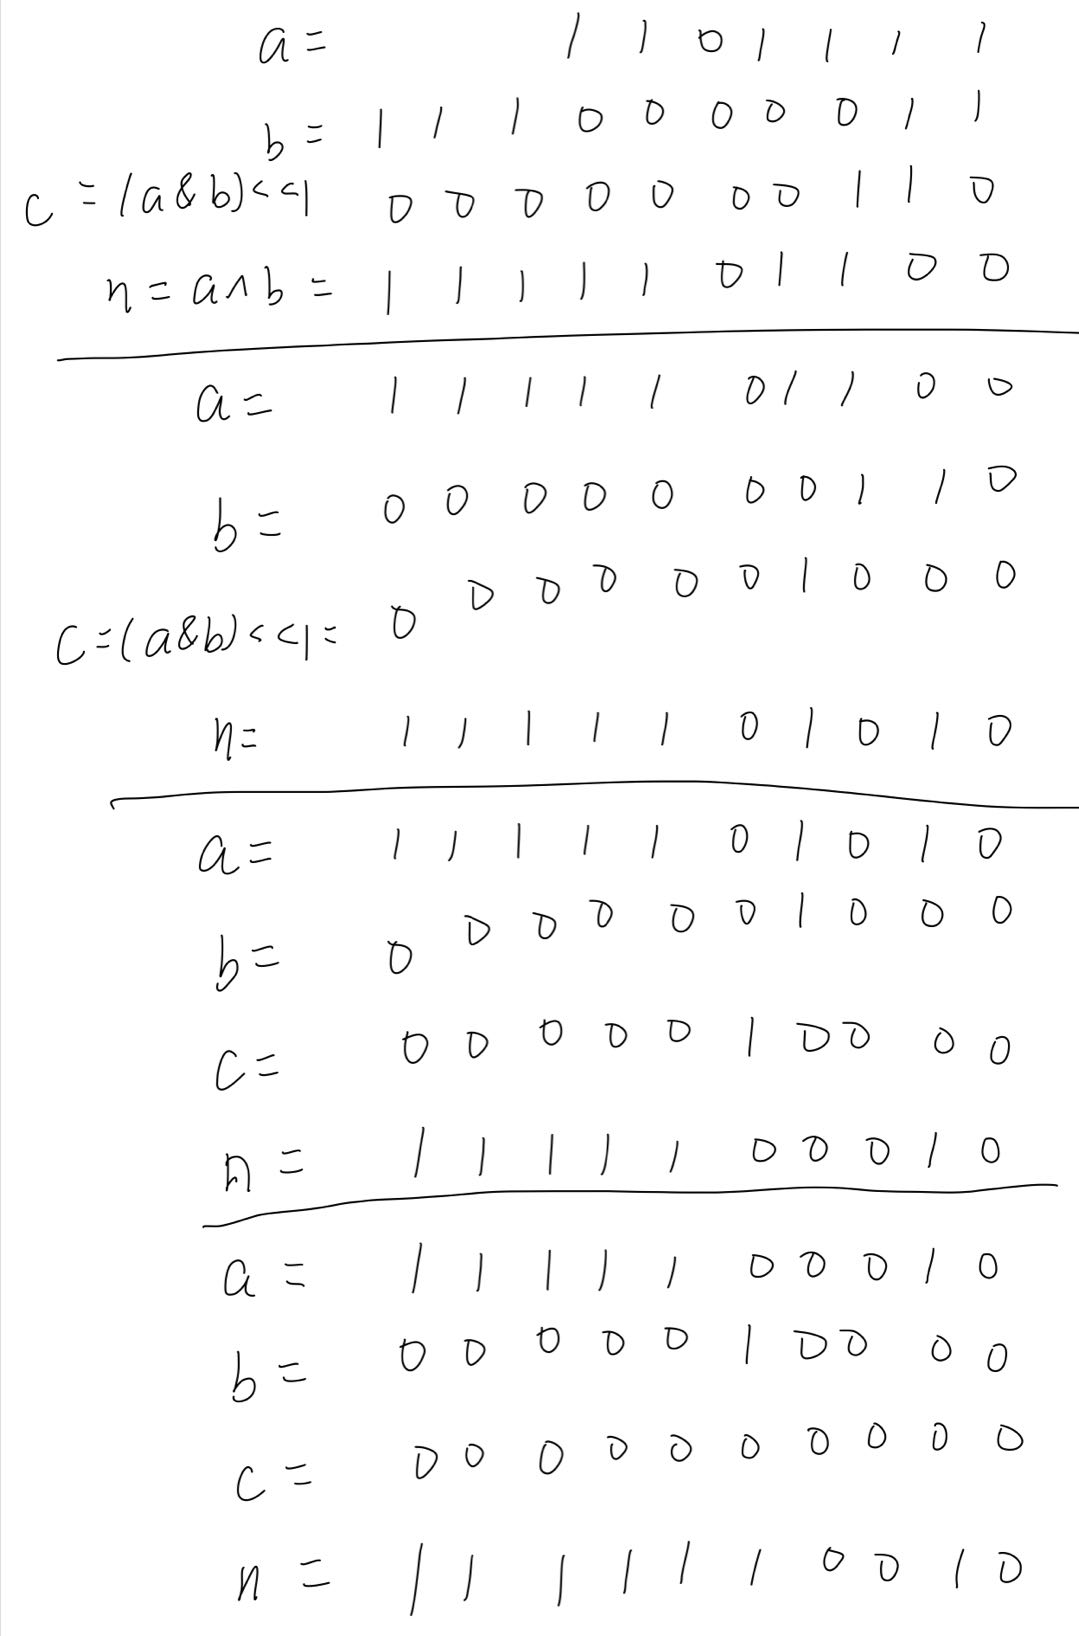 a = 1 1 0 1 1 1 1
b = 1 1 1 0 0 0 0 0 1 1
c = (a & b) << 1 0 0 0 0 0 0 0 1 1 0
n = a ^ b = 1 1 1 1 1 0 1 1 0 0
a = 1 1 1 1 1 0 1 1 0 0
b = 0 0 0 0 0 0 0 1 1 0
C = (a & b) << 1 = 0 0 0 0 0 0 1 0 0 0
n = 1 1 1 1 1 0 1 0 1 0
a = 1 1 1 1 1 0 1 0 1 0
b = 0 0 0 0 0 0 1 0 0 0
c = 0 0 0 0 0 1 0 0 0 0
n = 1 1 1 1 1 0 0 0 1 0
a = 1 1 1 1 1 0 0 0 1 0
b = 0 0 0 0 0 1 0 0 0 0
c = 0 0 0 0 0 0 0 0 0 0
n = 1 1 1 1 1 1 0 0 1 0